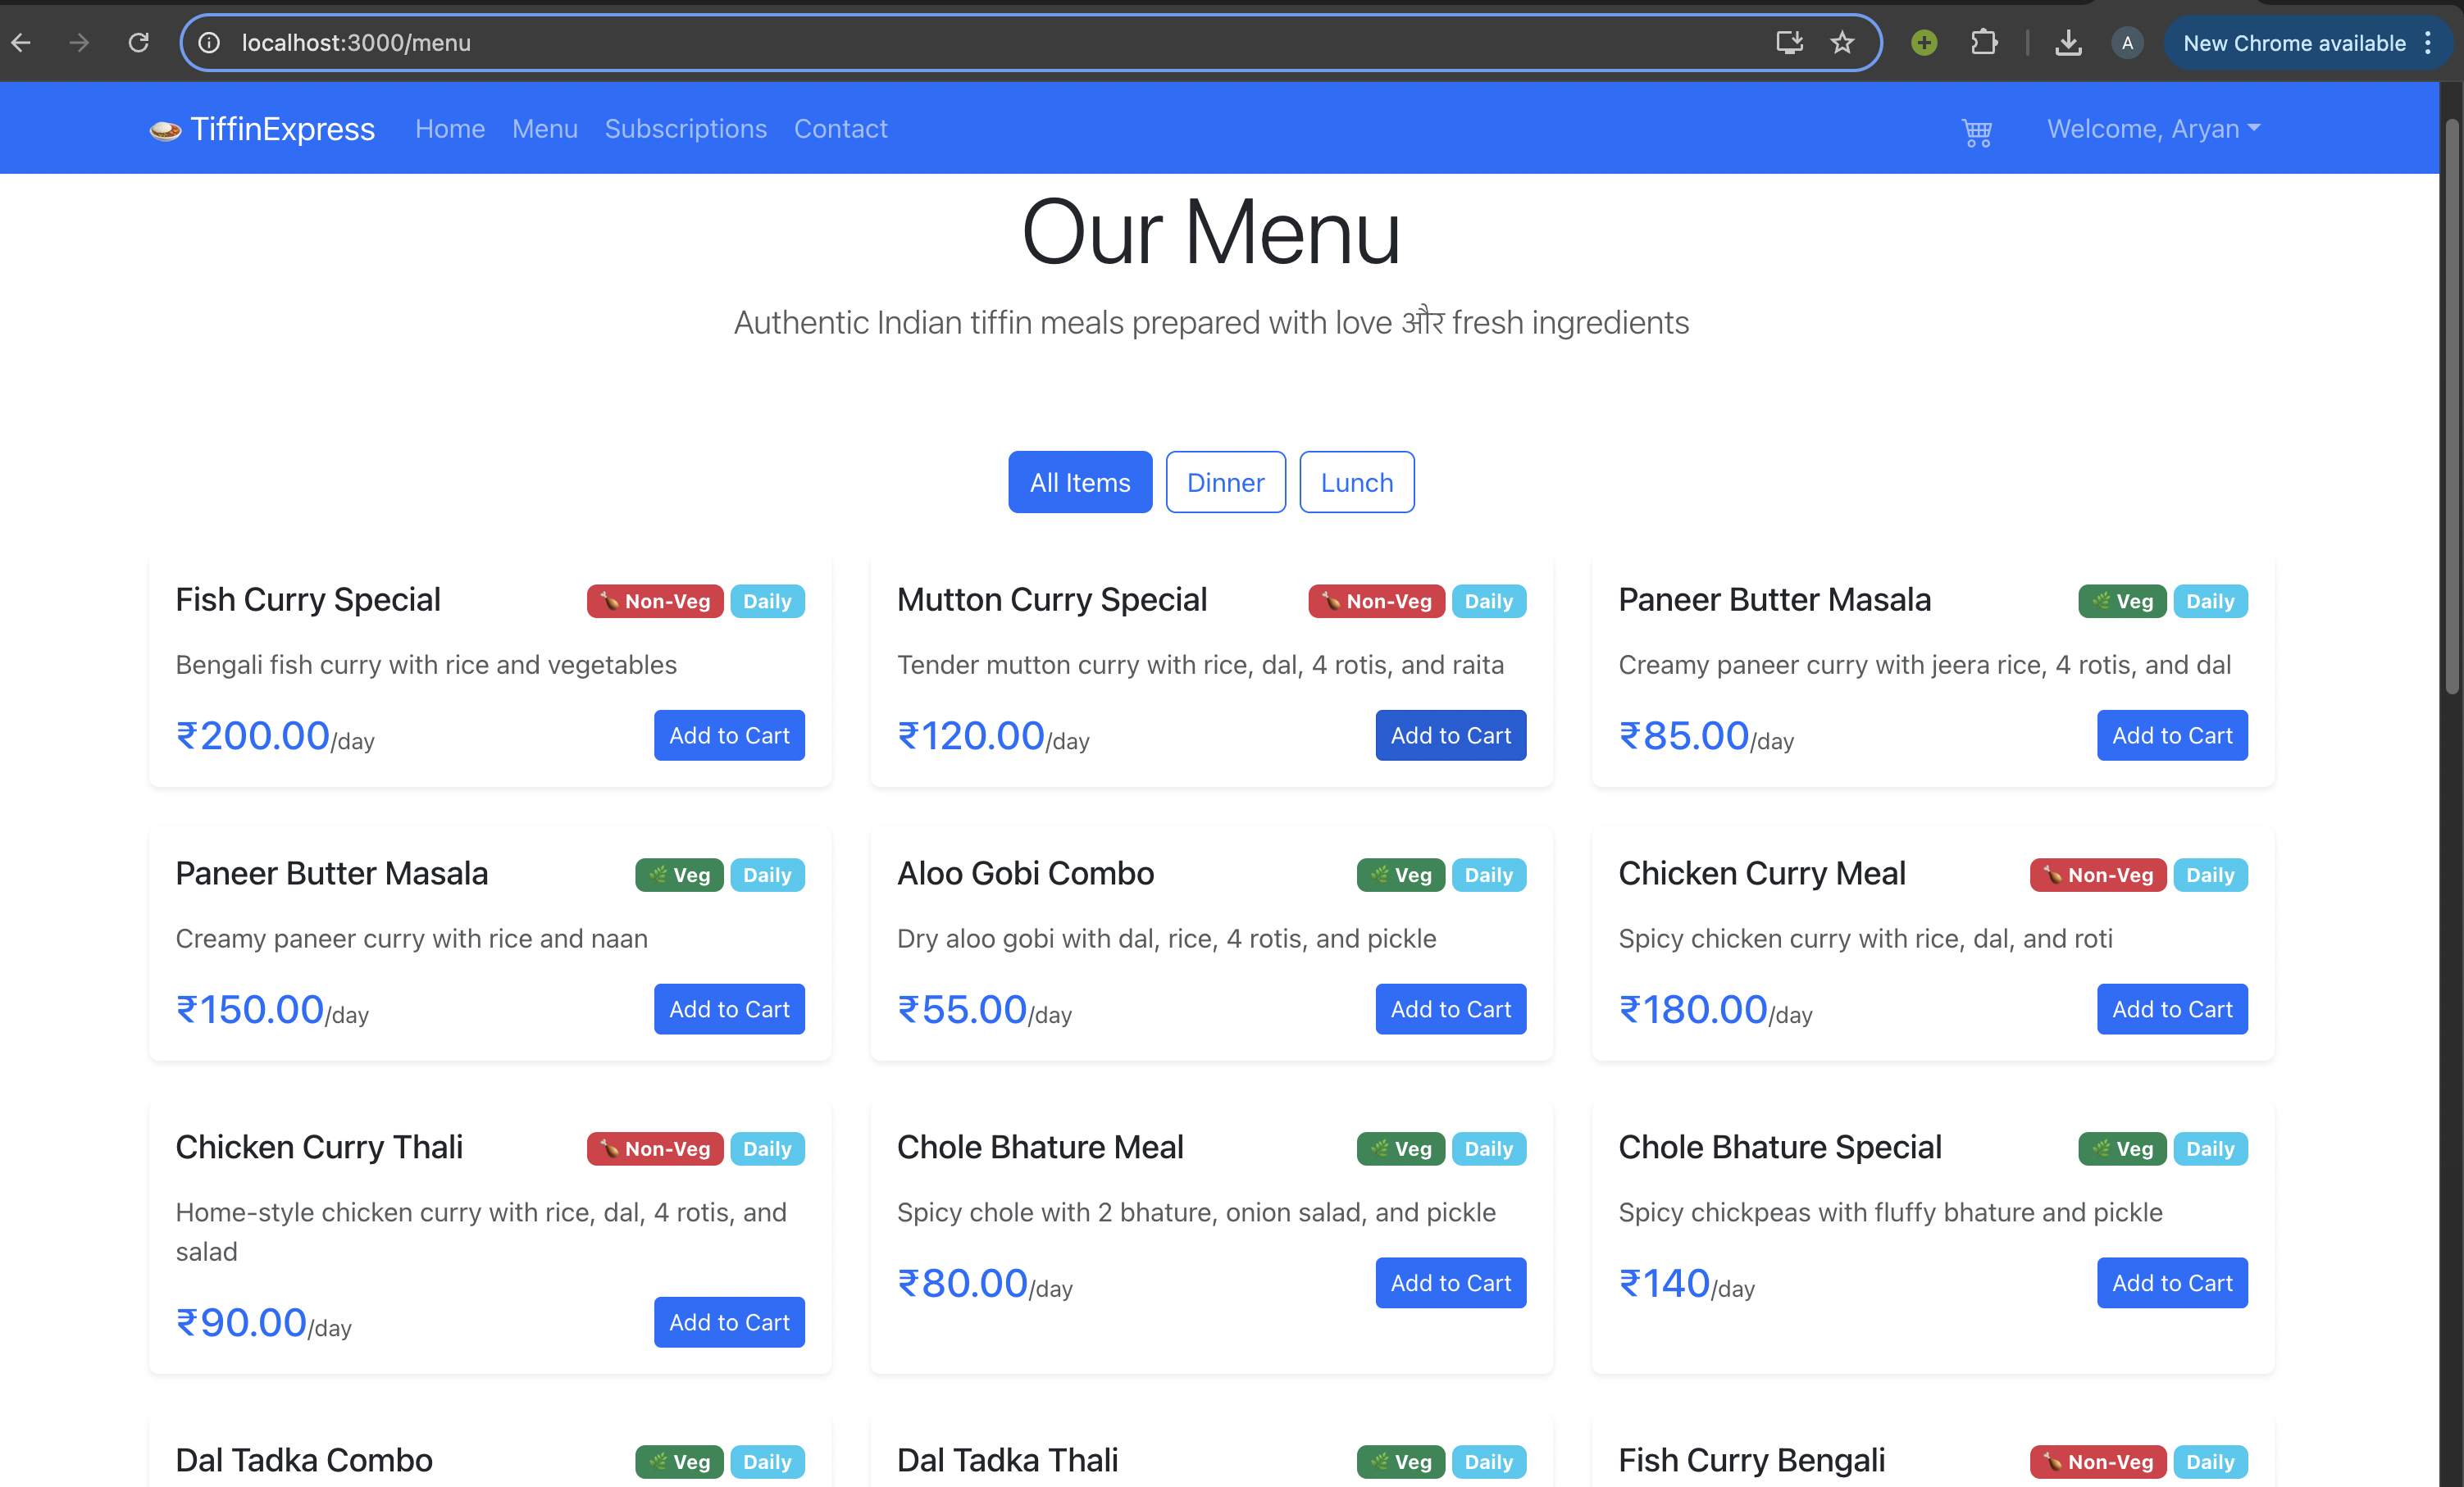 localhost:3000/menu
A
New Chrome available
TiffinExpress Home Menu Subscriptions Contact Welcome, Aryan
Our Menu
Authentic Indian tiffin meals prepared with love और fresh ingredients
All Items Dinner Lunch
Fish Curry Special Non-Veg Daily
Bengali fish curry with rice and vegetables
₹200.00/day Add to Cart
Mutton Curry Special Non-Veg Daily
Tender mutton curry with rice, dal, 4 rotis, and raita
₹120.00/day Add to Cart
Paneer Butter Masala Veg Daily
Creamy paneer curry with jeera rice, 4 rotis, and dal
₹85.00/day Add to Cart
Paneer Butter Masala Veg Daily
Creamy paneer curry with rice and naan
₹150.00/day Add to Cart
Aloo Gobi Combo Veg Daily
Dry aloo gobi with dal, rice, 4 rotis, and pickle
₹55.00/day Add to Cart
Chicken Curry Meal Non-Veg Daily
Spicy chicken curry with rice, dal, and roti
₹180.00/day Add to Cart
Chicken Curry Thali Non-Veg Daily
Home-style chicken curry with rice, dal, 4 rotis, and
salad
₹90.00/day Add to Cart
Chole Bhature Meal Veg Daily
Spicy chole with 2 bhature, onion salad, and pickle
₹80.00/day Add to Cart
Chole Bhature Special Veg Daily
Spicy chickpeas with fluffy bhature and pickle
₹140/day Add to Cart
Dal Tadka Combo Veg Daily
Dal Tadka Thali Veg Daily
Fish Curry Bengali Non-Veg Daily